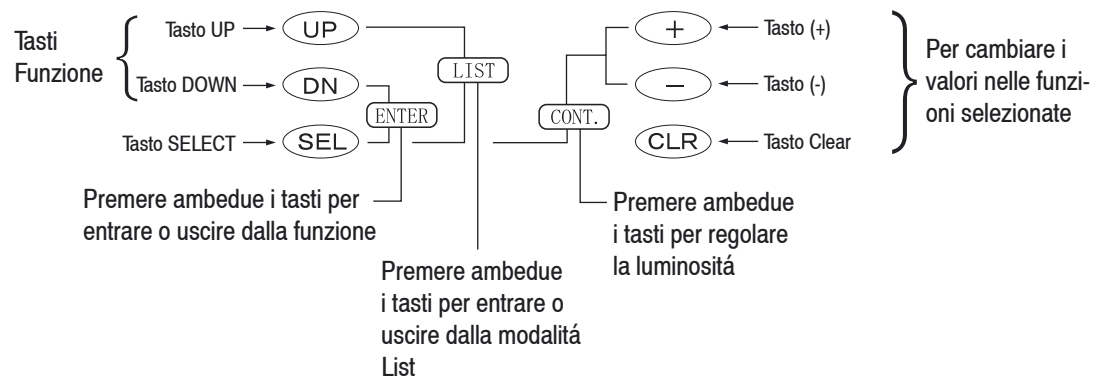 Tasti
Funzione
Tasto UP
UP
Tasto DOWN
DN
Tasto SELECT
SEL
LIST
ENTER
CONT.
+
Tasto (+)
−
Tasto (-)
CLR
Tasto Clear
Per cambiare i
valori nelle funzi-
oni selezionate
Premere ambedue i tasti per
entrare o uscire dalla funzione
Premere ambedue
i tasti per entrare o
uscire dalla modalitá
List
Premere ambedue
i tasti per regolare
la luminositá